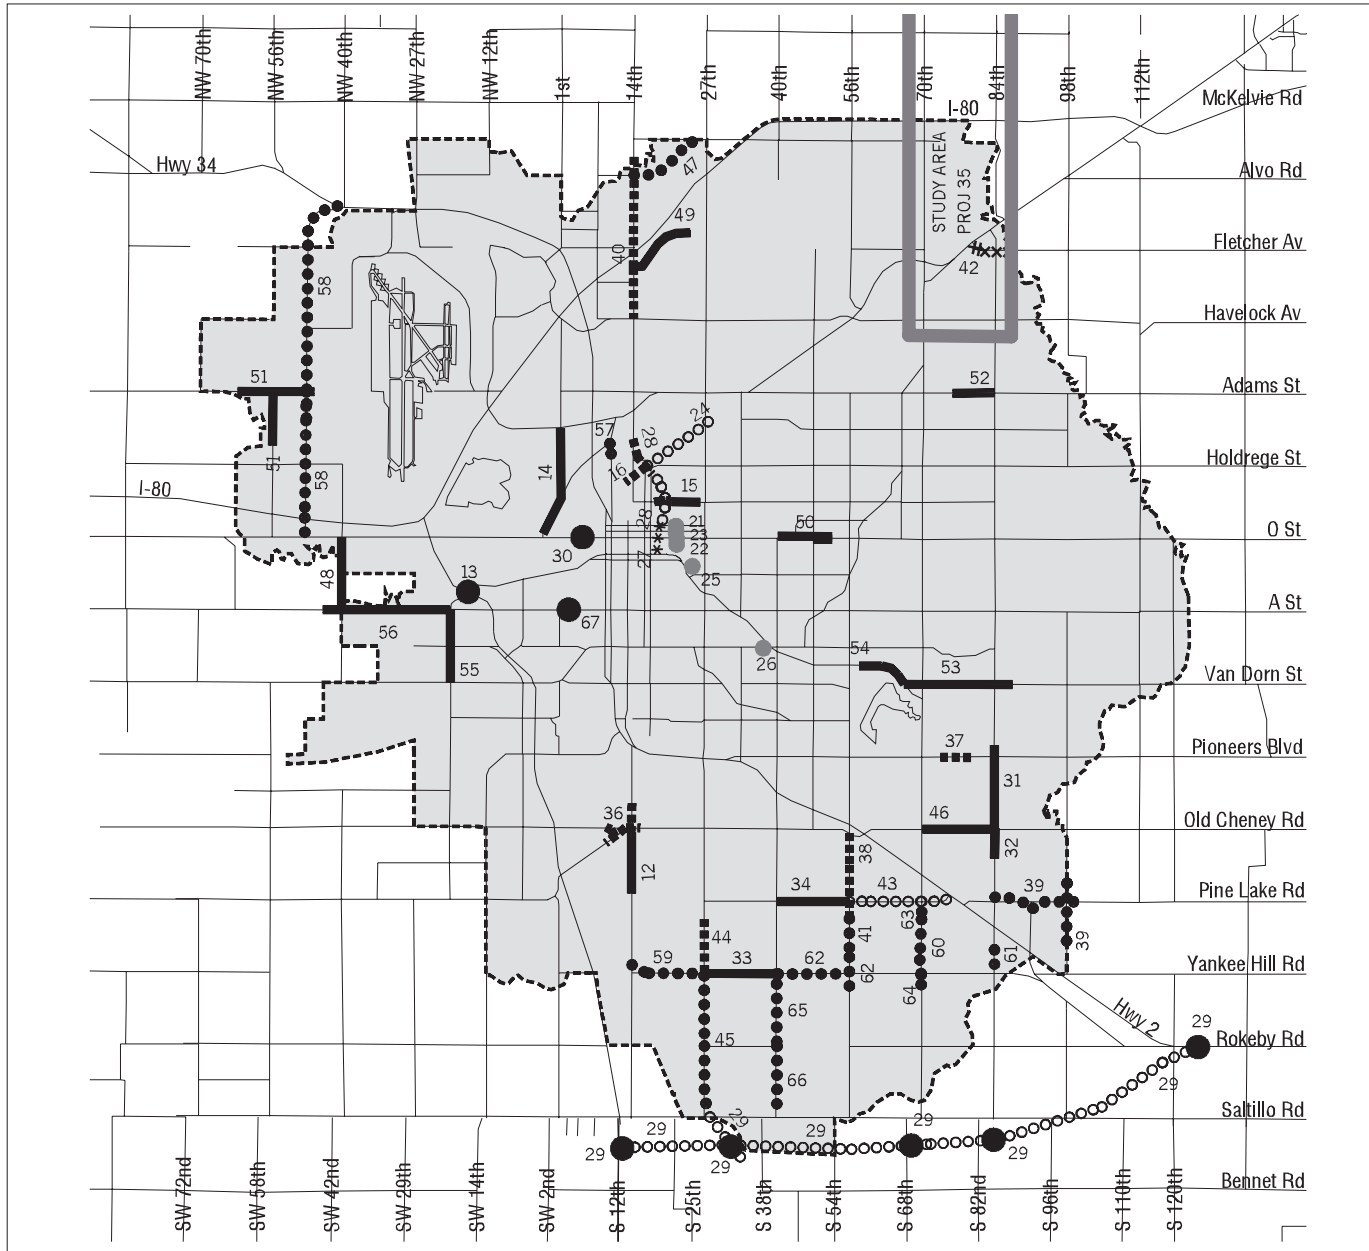 NW 70th
NW 56th
NW 40th
NW 27th
NW 12th
1st
14th
27th
40th
56th
70th
84th
98th
112th
McKelvie Rd
I-80
Hwy 34
STUDY AREA
PROJ 35
Alvo Rd
47
49
40
42
Fletcher Av
58
Havelock Av
51
52
Adams St
24
57
28
51
58
14
16
Holdrege St
I-80
15
28
21
23
22
27
50
O St
30
25
48
13
67
A St
56
55
26
54
53
Van Dorn St
37
Pioneers Blvd
31
36
46
32
Old Cheney Rd
12
38
34
43
39
Pine Lake Rd
63
44
41
60
61
39
59
33
62
62
64
Yankee Hill Rd
65
Hwy 2
29
45
Rokeby Rd
66
29
29
Saltillo Rd
29
29
29
29
29
29
Bennet Rd
SW 72nd
SW 58th
SW 42nd
SW 29th
SW 14th
SW 2nd
S 12th
S 25th
S 38th
S 54th
S 68th
S 82nd
S 96th
S 110th
S 120th